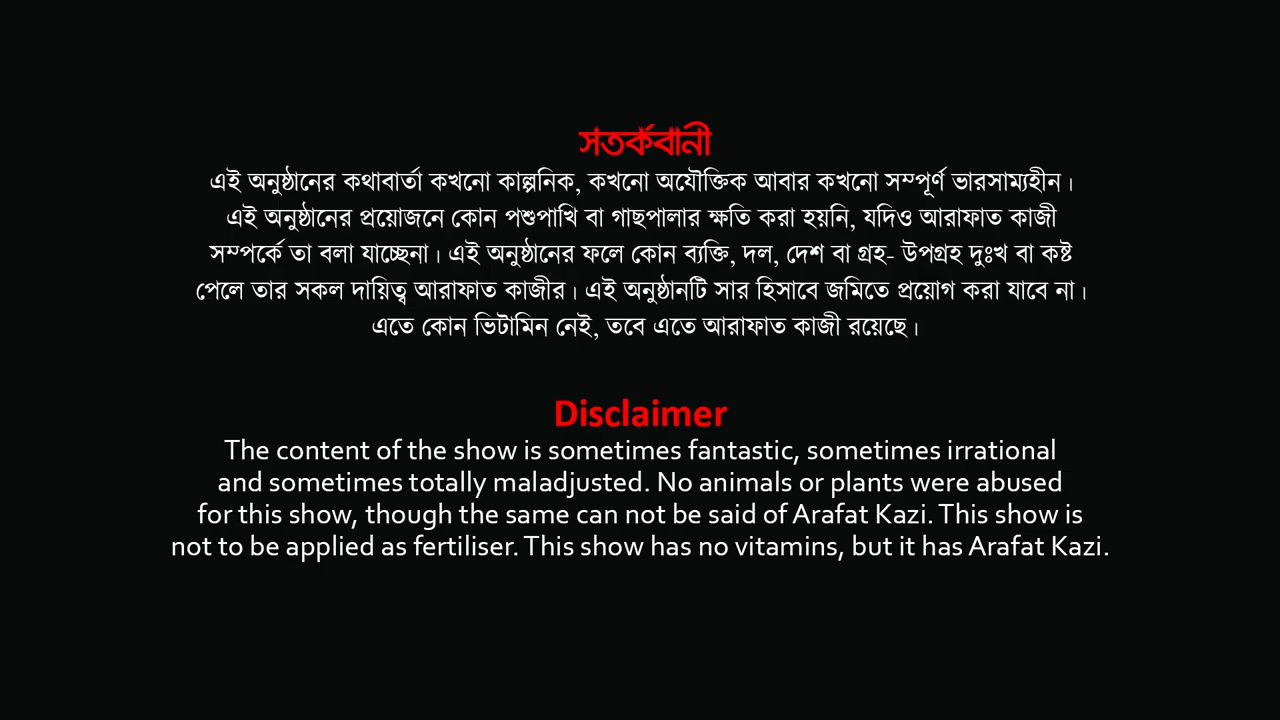 সতর্কবানী
এই অনুষ্ঠানের কথাবার্তা কখনো কাল্পনিক, কখনো অযৌক্তিক আবার কখনো সম্পূর্ণ ভারসাম্যহীন।
এই অনুষ্ঠানের প্রয়োজনে কোন পশুপাখি বা গাছপালার ক্ষতি করা হয়নি, যদিও আরাফাত কাজী
সম্পর্কে তা বলা যাচ্ছেনা। এই অনুষ্ঠানের ফলে কোন ব্যক্তি, দল, দেশ বা গ্রহ- উপগ্রহ দুঃখ বা কষ্ট
পেলে তার সকল দায়িত্ব আরাফাত কাজীর। এই অনুষ্ঠানটি সার হিসাবে জমিতে প্রয়োগ করা যাবে না।
এতে কোন ভিটামিন নেই, তবে এতে আরাফাত কাজী রয়েছে।
Disclaimer
The content of the show is sometimes fantastic, sometimes irrational
and sometimes totally maladjusted. No animals or plants were abused
for this show, though the same can not be said of Arafat Kazi. This show is
not to be applied as fertiliser. This show has no vitamins, but it has Arafat Kazi.